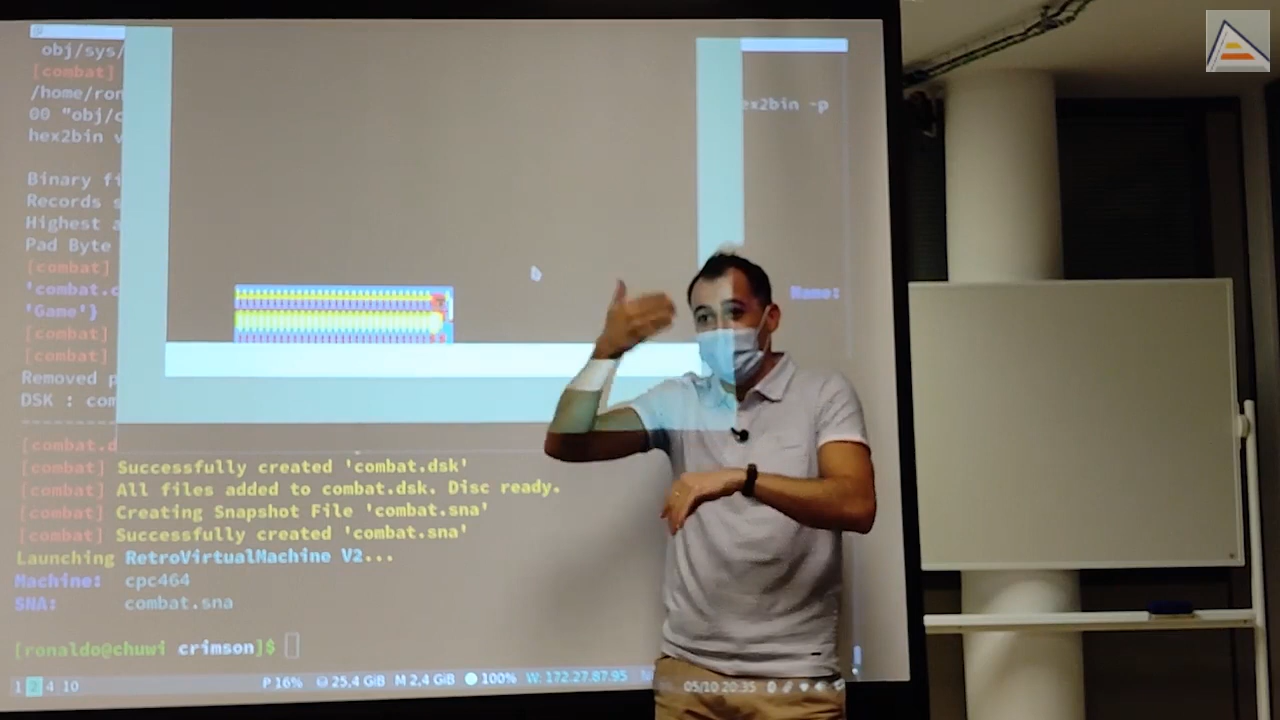 obj/sys/
[combat]
/home/ron
00 "obj/c
ex2bin -p
hex2bin v
Binary fi
Records s
Highest a
Pad Byte
[combat]
'combat.c
Name:
'Game'}
[combat]
[combat]
Removed p
DSK : com
[combat.d
[combat] Successfully created 'combat.dsk'
[combat] All files added to combat.dsk. Disc ready.
[combat] Creating Snapshot File 'combat.sna'
[combat] Successfully created 'combat.sna'
Launching RetroVirtualMachine V2...
Machine: cpc464
SNA: combat.sna
[ronaldo@chuwi crimson]$
1 2 4 10 P 16% 25,4 GiB M 2,4 GiB 100% W: 172.27.87.95 05/10 20:35